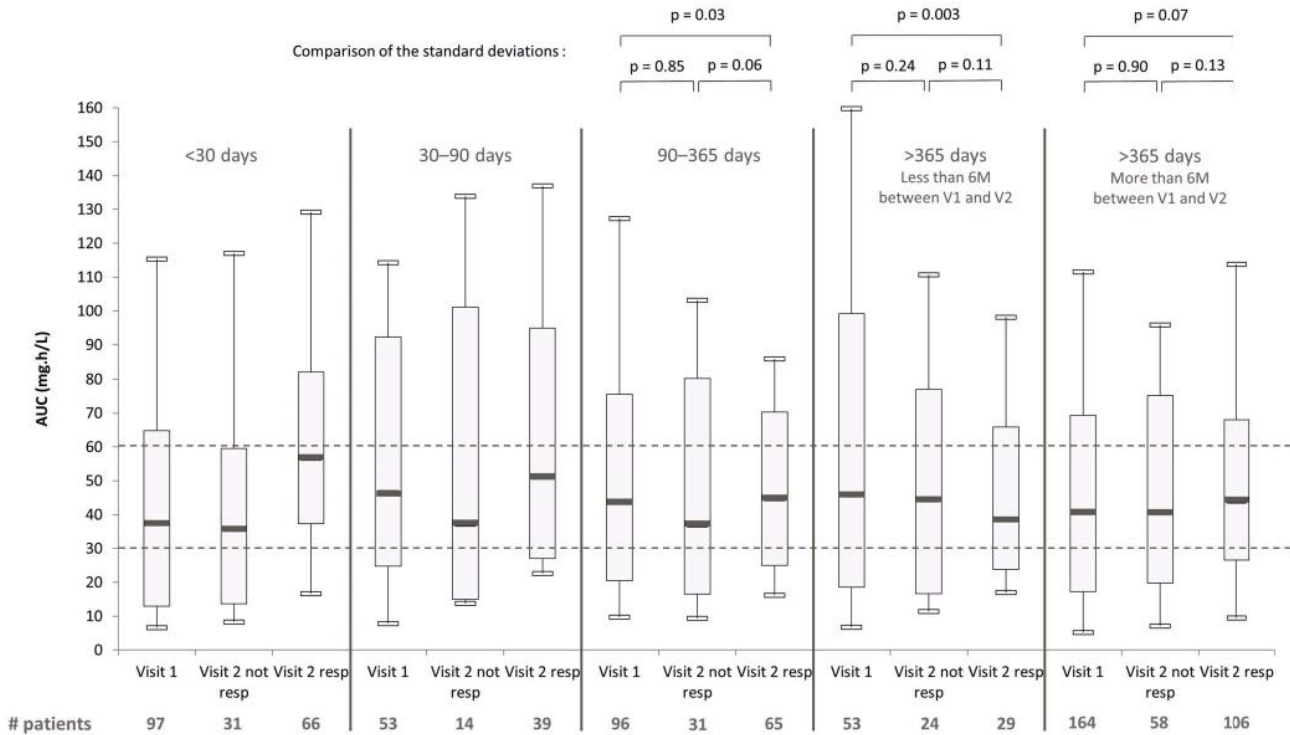 p = 0.03
p = 0.003
p = 0.07
Comparison of the standard deviations :
p = 0.85
p = 0.06
p = 0.24
p = 0.11
p = 0.90
p = 0.13
AUC (mg.h/L)
160
150
140
130
120
110
100
90
80
70
60
50
40
30
20
10
0
<30 days
30–90 days
90–365 days
>365 days
Less than 6M
between V1 and V2
>365 days
More than 6M
between V1 and V2
Visit 1
Visit 2 not
resp
Visit 2 resp
Visit 1
Visit 2 not
resp
Visit 2 resp
Visit 1
Visit 2 not
resp
Visit 2 resp
Visit 1
Visit 2 not
resp
Visit 2 resp
Visit 1
Visit 2 not
resp
Visit 2 resp
# patients 97 31 66 53 14 39 96 31 65 53 24 29 164 58 106